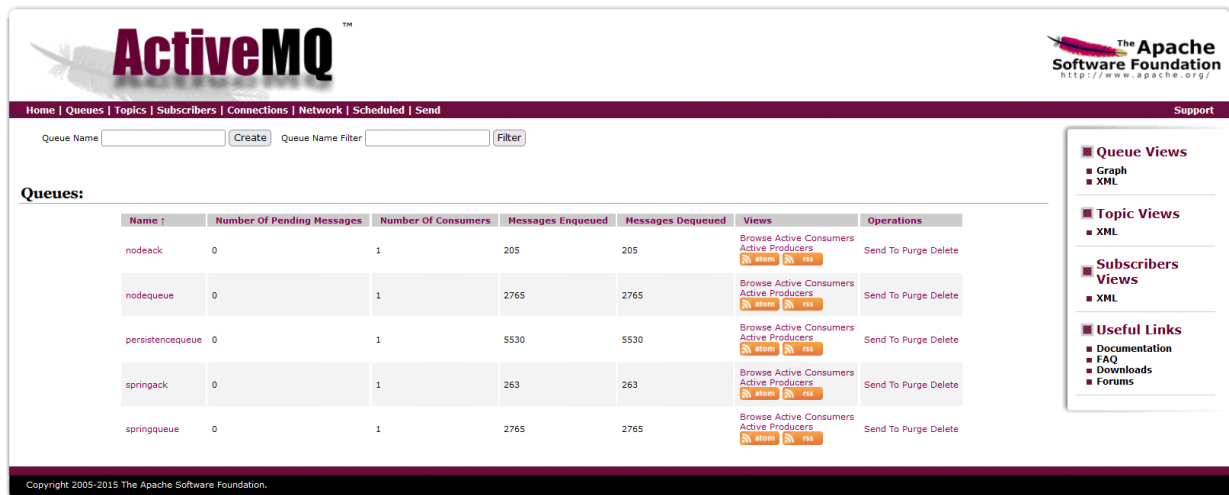 ActiveMQ™
The Apache
Software Foundation
http://www.apache.org/
Home | Queues | Topics | Subscribers | Connections | Network | Scheduled | Send
Support
Queue Name Create Queue Name Filter Filter
Queues:
Name ↑ Number Of Pending Messages Number Of Consumers Messages Enqueued Messages Dequeued Views Operations
nodeack 0 1 205 205 Browse Active Consumers
Active Producers
atom rss
Send To Purge Delete
nodequeue 0 1 2765 2765 Browse Active Consumers
Active Producers
atom rss
Send To Purge Delete
persistencequeue 0 1 5530 5530 Browse Active Consumers
Active Producers
atom rss
Send To Purge Delete
springack 0 1 263 263 Browse Active Consumers
Active Producers
atom rss
Send To Purge Delete
springqueue 0 1 2765 2765 Browse Active Consumers
Active Producers
atom rss
Send To Purge Delete
Queue Views
Graph
XML
Topic Views
XML
Subscribers
Views
XML
Useful Links
Documentation
FAQ
Downloads
Forums
Copyright 2005-2015 The Apache Software Foundation.